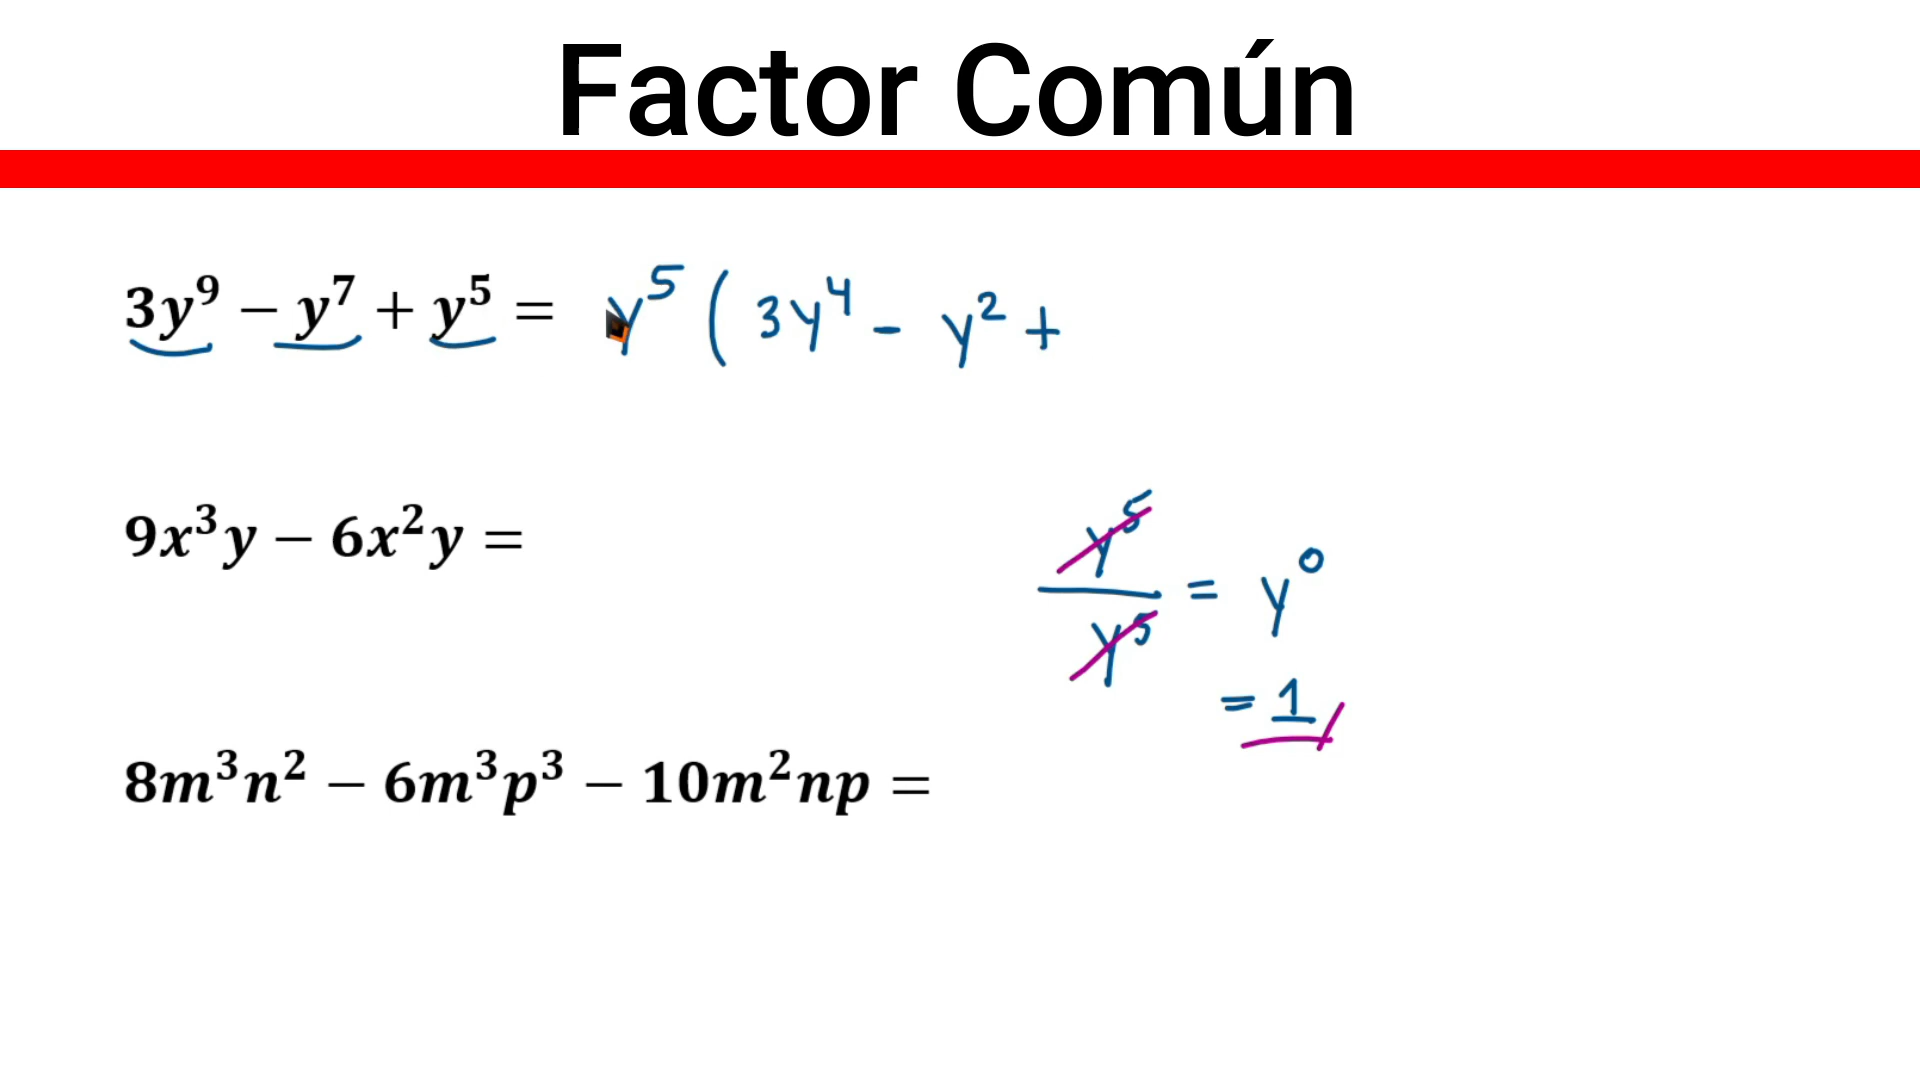 Factor Común
3y⁹ − y⁷ + y⁵ = y⁵ ( 3y⁴ − y² +
9x³y − 6x²y =
y⁵ / y⁵ = y⁰
= 1
8m³n² − 6m³p³ − 10m²np =